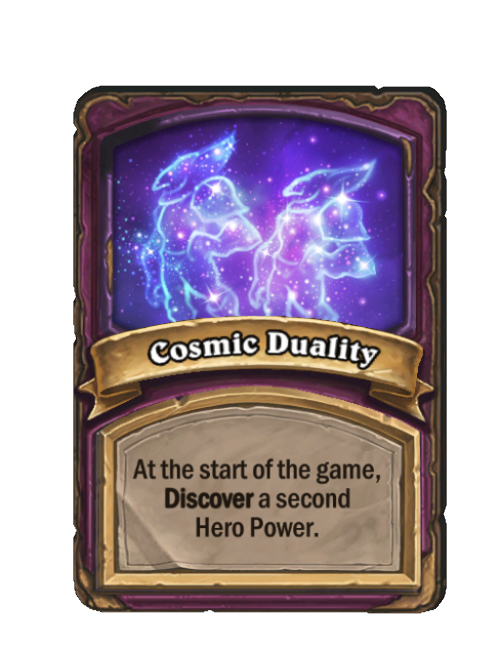 Cosmic Duality
At the start of the game,
Discover a second
Hero Power.